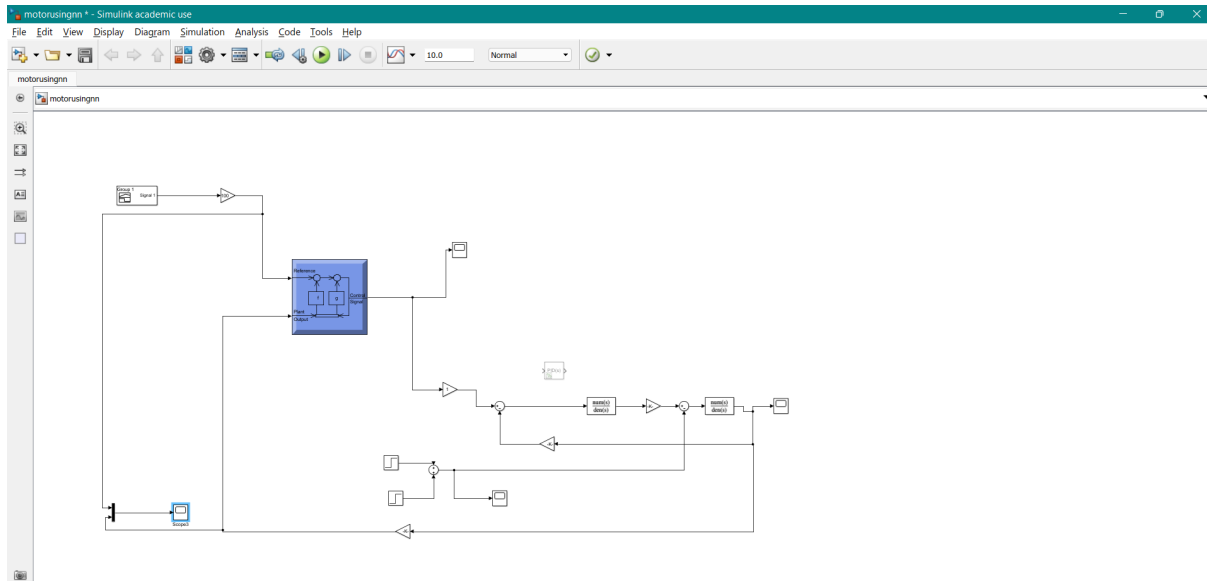 motorusingnn * - Simulink academic use
File Edit View Display Diagram Simulation Analysis Code Tools Help
10.0 Normal
motorusingnn
motorusingnn
Group 1
Signal 1
Reference
f g
Control
Signal
Plant
Output
1
num(s)
den(s)
-K-
num(s)
den(s)
-K-
Scope3
-K-